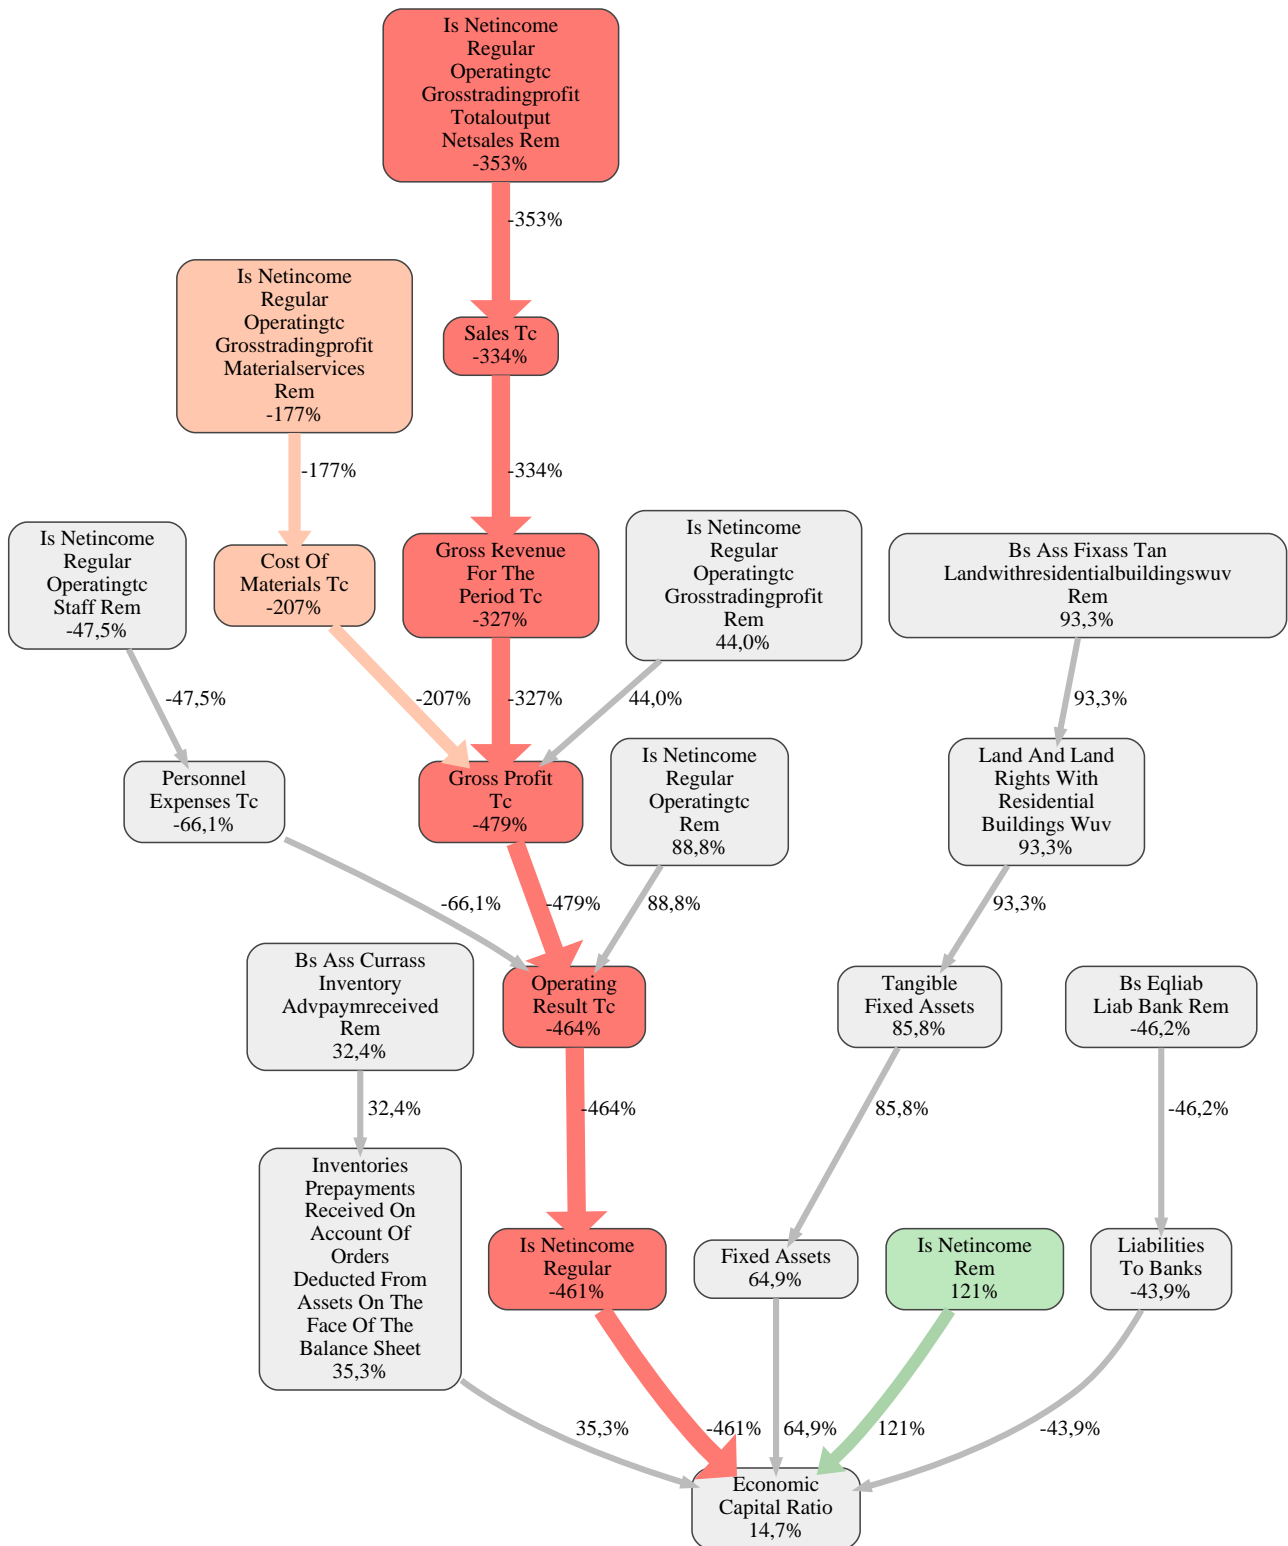 Is Netincome
Regular
Operatingtc
Grosstradingprofit
Totaloutput
Netsales Rem
-353%
-353%
Is Netincome
Regular
Operatingtc
Grosstradingprofit
Materialservices
Rem
-177%
Sales Tc
-334%
-177%
-334%
Is Netincome
Regular
Operatingtc
Staff Rem
-47,5%
Cost Of
Materials Tc
-207%
Gross Revenue
For The
Period Tc
-327%
Is Netincome
Regular
Operatingtc
Grosstradingprofit
Rem
44,0%
Bs Ass Fixass Tan
Landwithresidentialbuildingswuv
Rem
93,3%
-47,5%
-207%
-327%
44,0%
93,3%
Personnel
Expenses Tc
-66,1%
Gross Profit
Tc
-479%
Is Netincome
Regular
Operatingtc
Rem
88,8%
Land And Land
Rights With
Residential
Buildings Wuv
93,3%
-66,1%
-479%
88,8%
93,3%
Bs Ass Currass
Inventory
Advpaymreceived
Rem
32,4%
Operating
Result Tc
-464%
Tangible
Fixed Assets
85,8%
Bs Eqliab
Liab Bank Rem
-46,2%
32,4%
-464%
85,8%
-46,2%
Inventories
Prepayments
Received On
Account Of
Orders
Deducted From
Assets On The
Face Of The
Balance Sheet
35,3%
Is Netincome
Regular
-461%
Fixed Assets
64,9%
Is Netincome
Rem
121%
Liabilities
To Banks
-43,9%
35,3%
-461%
64,9%
121%
-43,9%
Economic
Capital Ratio
14,7%